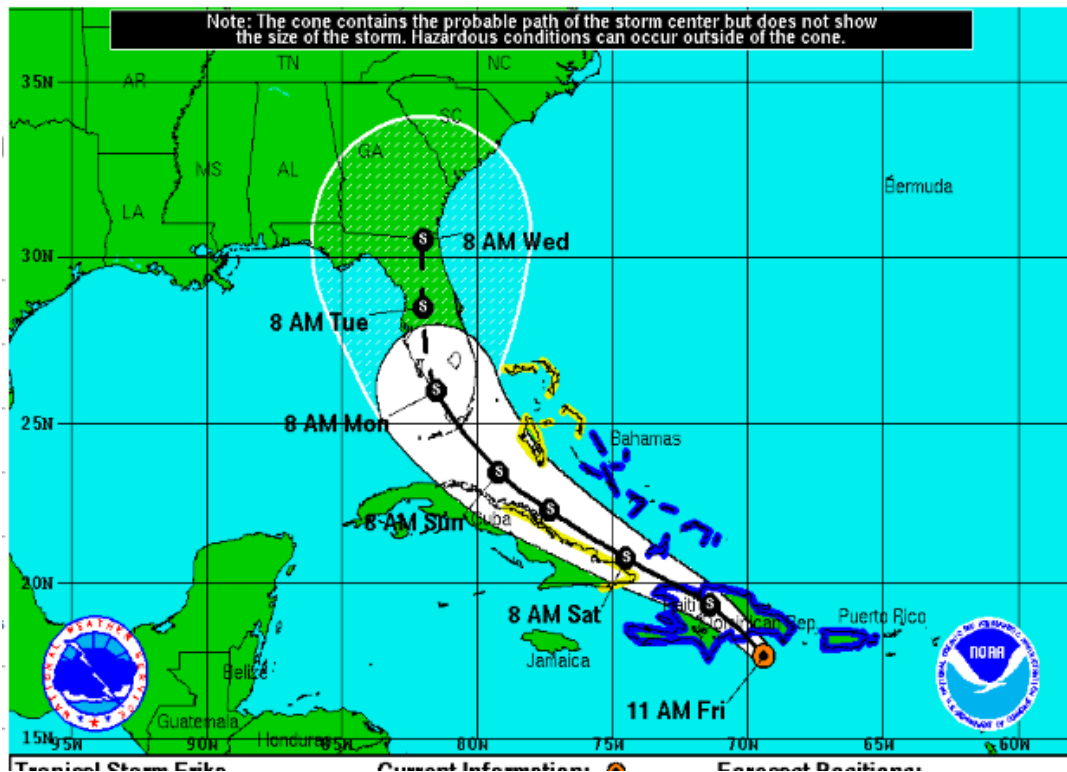 Note: The cone contains the probable path of the storm center but does not show
the size of the storm. Hazardous conditions can occur outside of the cone.
TN
NC
AR
35N
SC
GA
MS
AL
Bermuda
LA
8 AM Wed
30N
8 AM Tue
25N
8 AM Mon
Bahamas
8 AM Sun
Cuba
20N
8 AM Sat
Haiti
Dominican Rep.
Puerto Rico
Jamaica
NATIONAL WEATHER SERVICE
NOAA
Belize
11 AM Fri
Guatemala
Honduras
15N
95W
90W
80W
75W
65W
60W
Tropical Storm Erika
Current Information:
Forecast Positions: